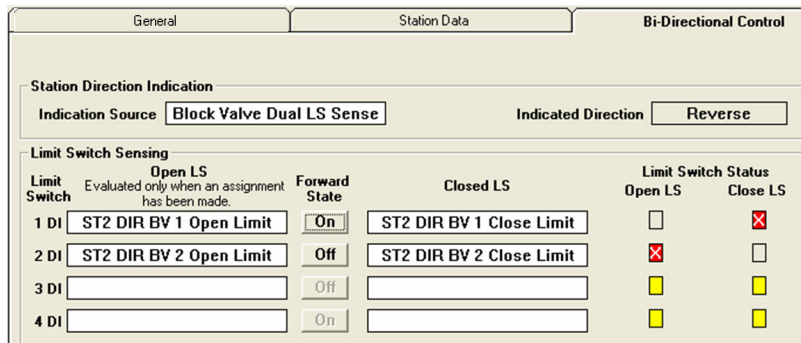 General Station Data Bi-Directional Control
Station Direction Indication
Indication Source Block Valve Dual LS Sense Indicated Direction Reverse
Limit Switch Sensing
Limit Switch
Open LS
Evaluated only when an assignment
has been made.
Forward
State
Closed LS
Limit Switch Status
Open LS Close LS
1 DI ST2 DIR BV 1 Open Limit On ST2 DIR BV 1 Close Limit
2 DI ST2 DIR BV 2 Open Limit Off ST2 DIR BV 2 Close Limit
3 DI Off
4 DI On